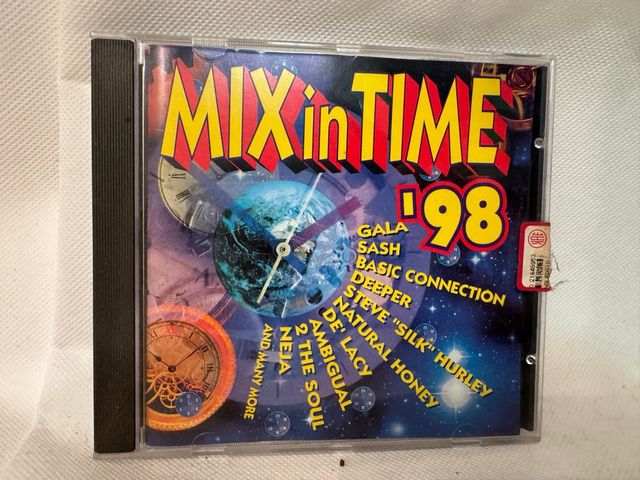 MIX in TIME
'98
GALA
SASH
BASIC CONNECTION
DEEPER
STEVE "SILK" HURLEY
NATURAL HONEY
DE' LACY
AMBIGUAL
2 THE SOUL
NEJA
AND MANY MORE